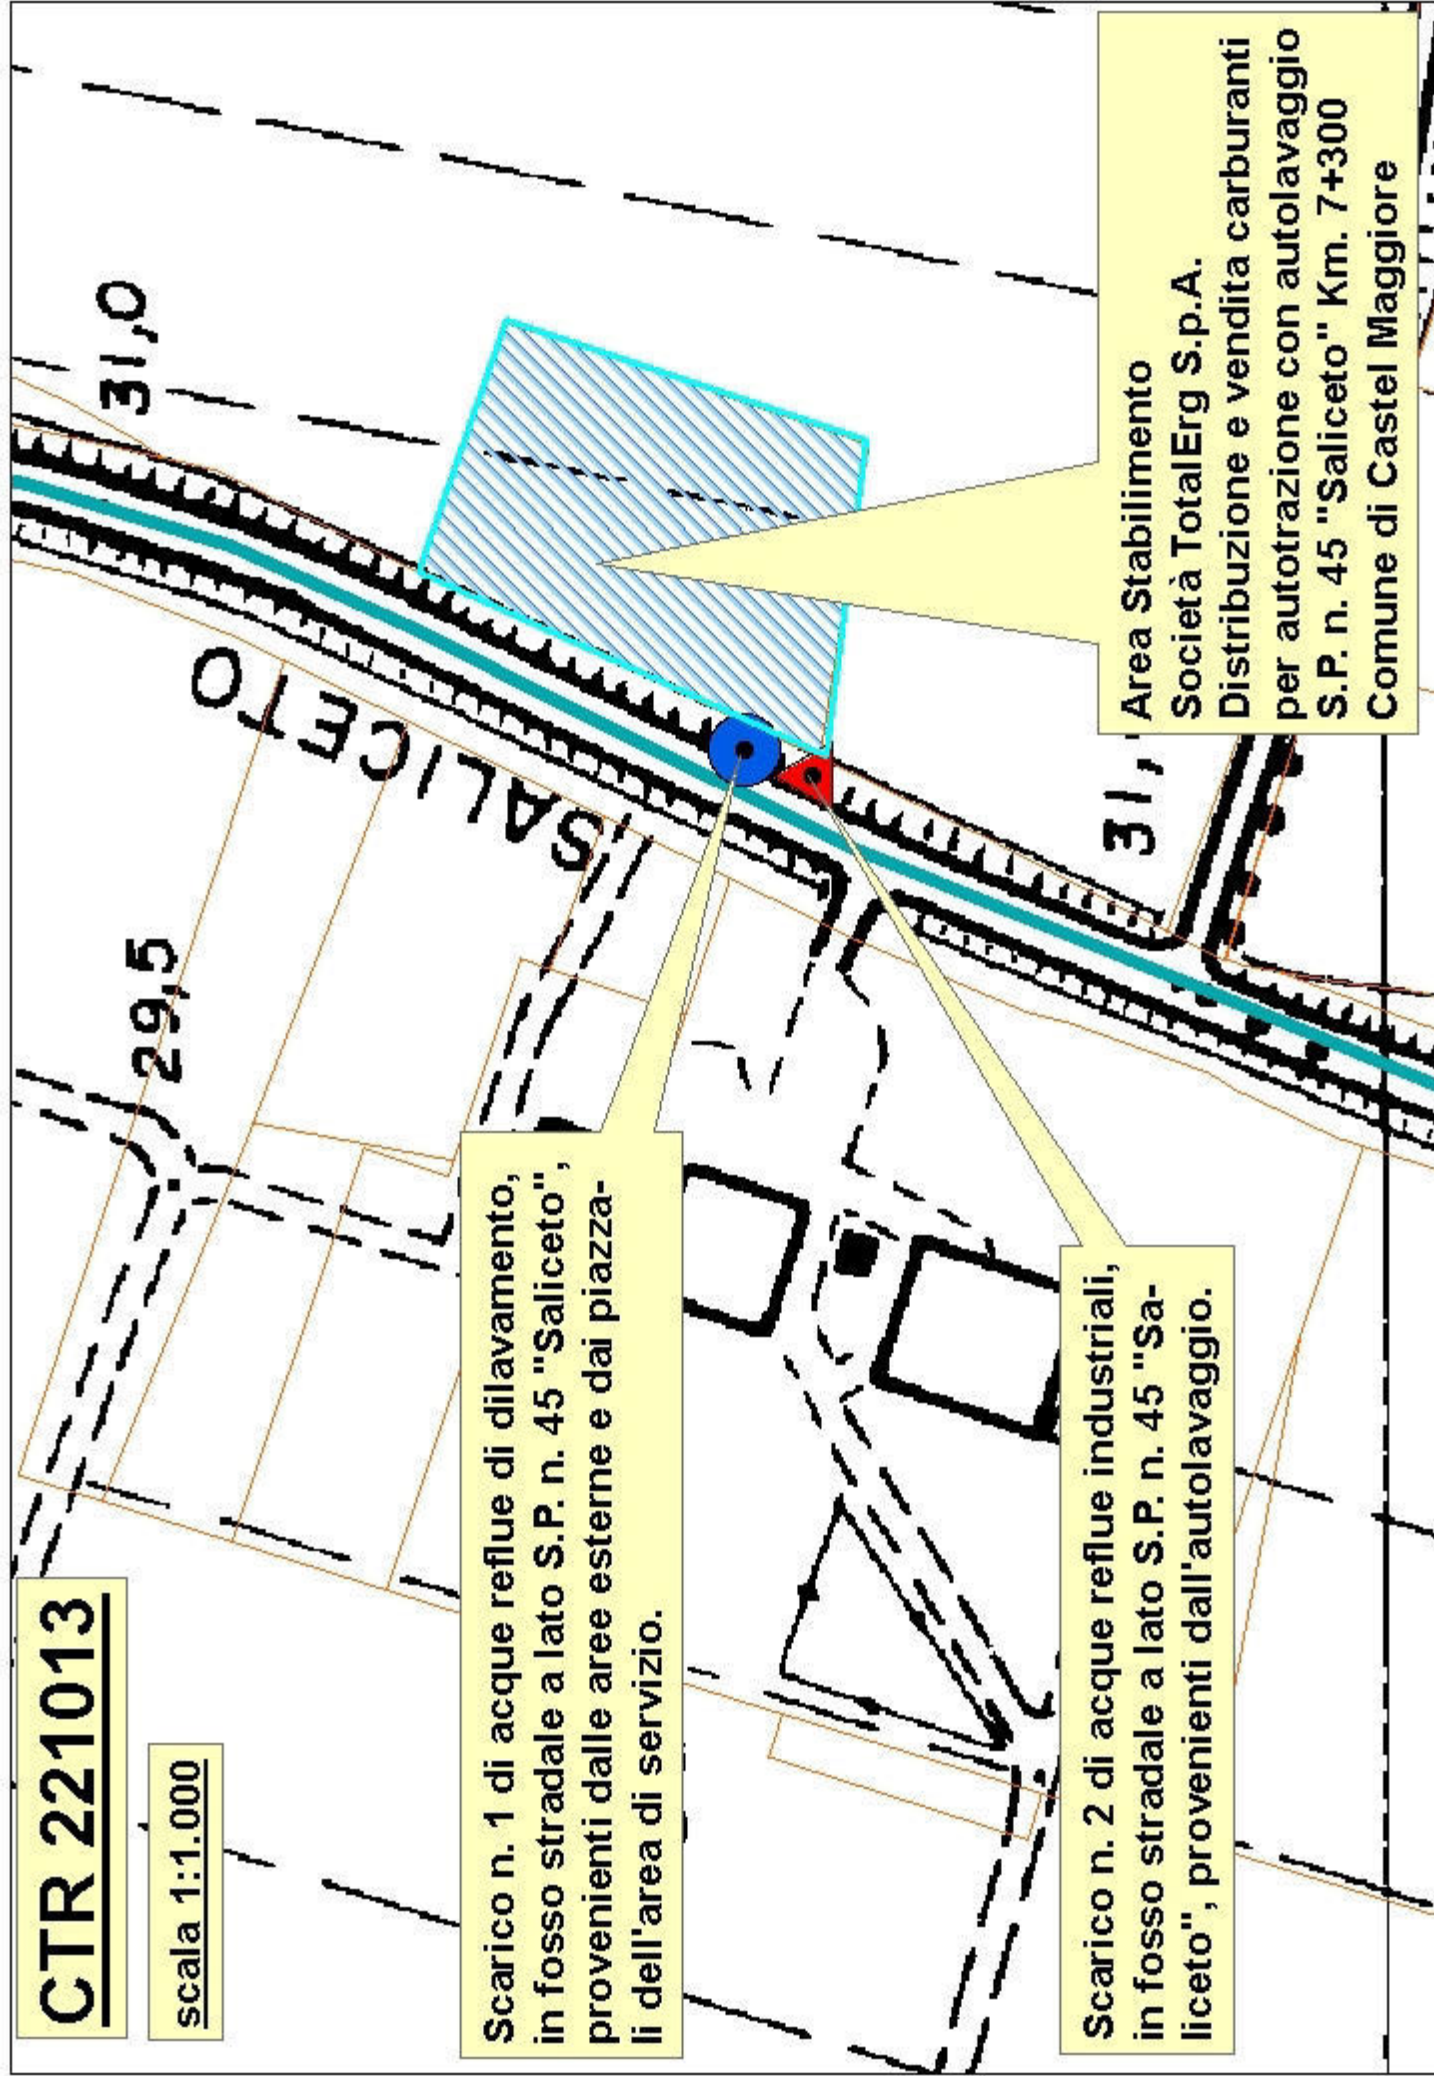 CTR 221013
scala 1:1.000
29,5
31,0
SALICETO
Scarico n. 1 di acque reflue di dilavamento,
in fosso stradale a lato S.P. n. 45 "Saliceto",
provenienti dalle aree esterne e dai piazza-
li dell'area di servizio.
Scarico n. 2 di acque reflue industriali,
in fosso stradale a lato S.P. n. 45 "Sa-
liceto", provenienti dall'autolavaggio.
31,
Area Stabilimento
Società TotalErg S.p.A.
Distribuzione e vendita carburanti
per autotrazione con autolavaggio
S.P. n. 45 "Saliceto" Km. 7+300
Comune di Castel Maggiore